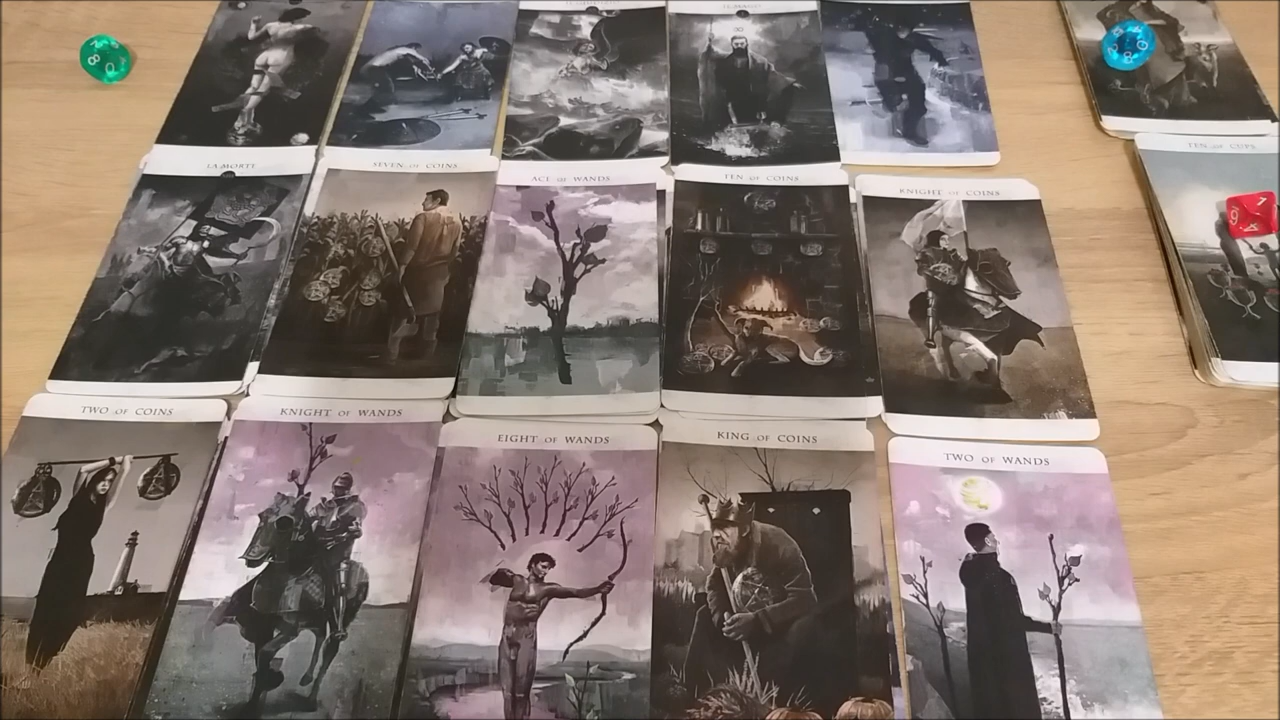 LA MORTE
SEVEN OF COINS
ACE OF WANDS
TEN OF COINS
KNIGHT OF COINS
TEN OF CUPS
TWO OF COINS
KNIGHT OF WANDS
EIGHT OF WANDS
KING OF COINS
TWO OF WANDS